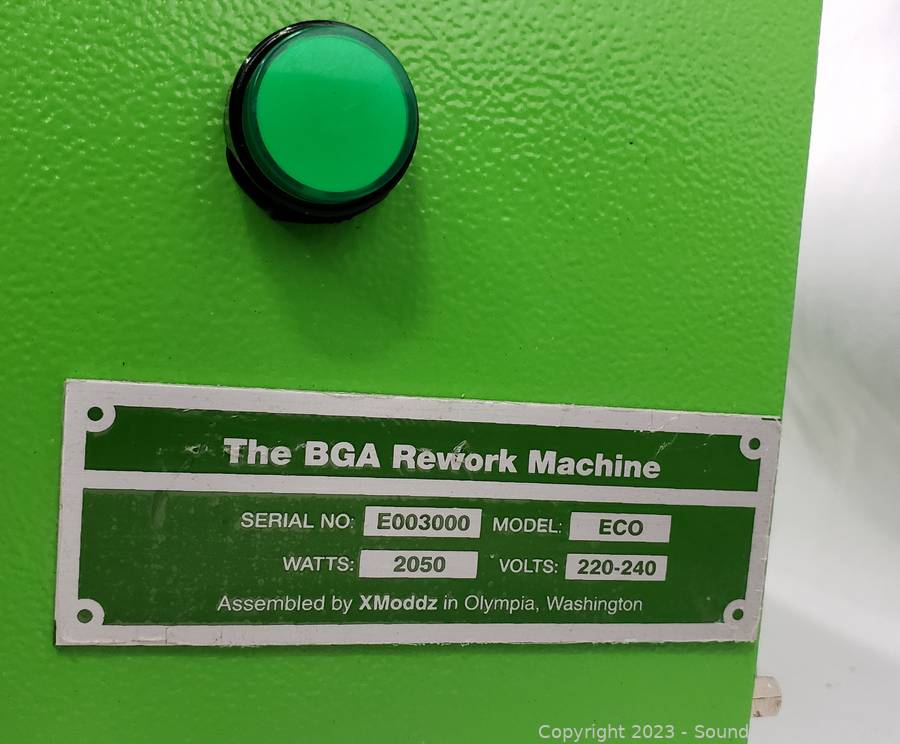 The BGA Rework Machine
SERIAL NO: E003000 MODEL: ECO
WATTS: 2050 VOLTS: 220-240
Assembled by XModdz in Olympia, Washington
Copyright 2023 - Sound